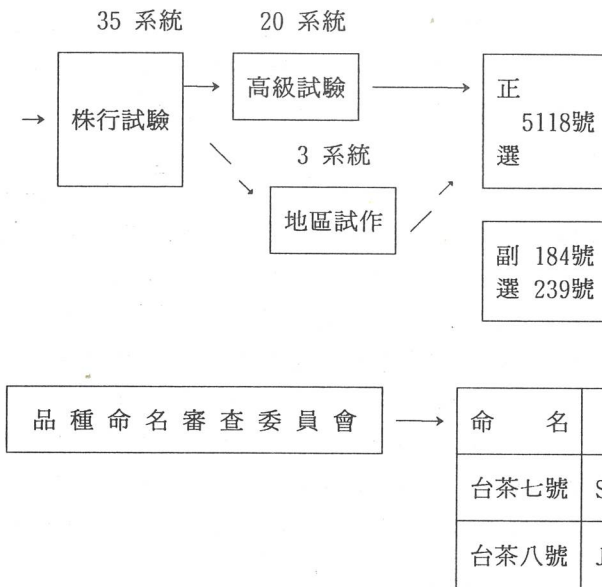 35 系統
20 系統
株行試驗
高級試驗
正
5118號
選
3 系統
地區試作
副 184號
選 239號
品種命名審查委員會
命 名
台茶七號
台茶八號